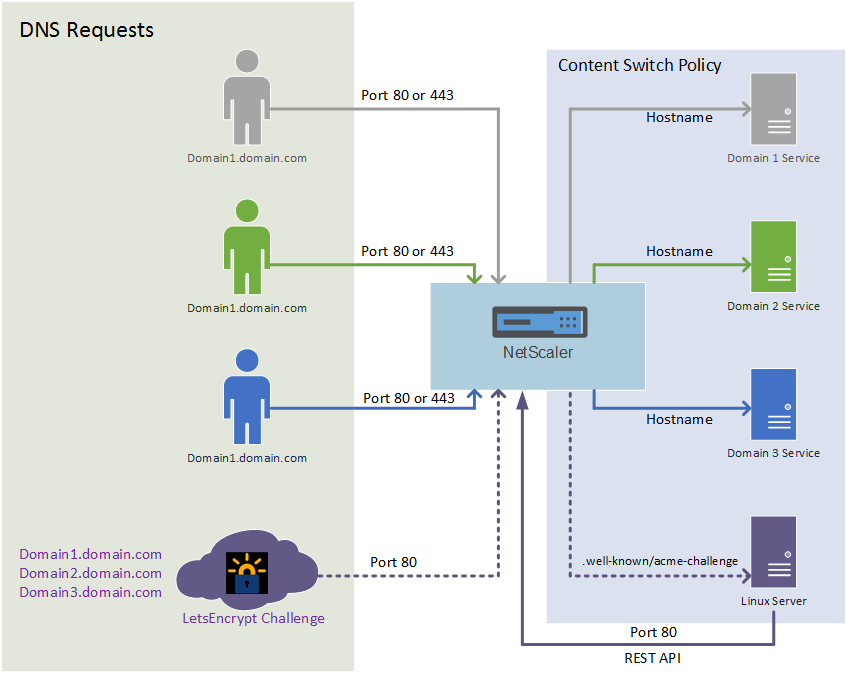 DNS Requests
Content Switch Policy
Port 80 or 443
Hostname
Domain1.domain.com
Domain 1 Service
Port 80 or 443
Hostname
Domain1.domain.com
Domain 2 Service
NetScaler
Port 80 or 443
Hostname
Domain1.domain.com
Domain 3 Service
Domain1.domain.com
Domain2.domain.com
Domain3.domain.com
Port 80
.well-known/acme-challenge
LetsEncrypt Challenge
Linux Server
Port 80
REST API